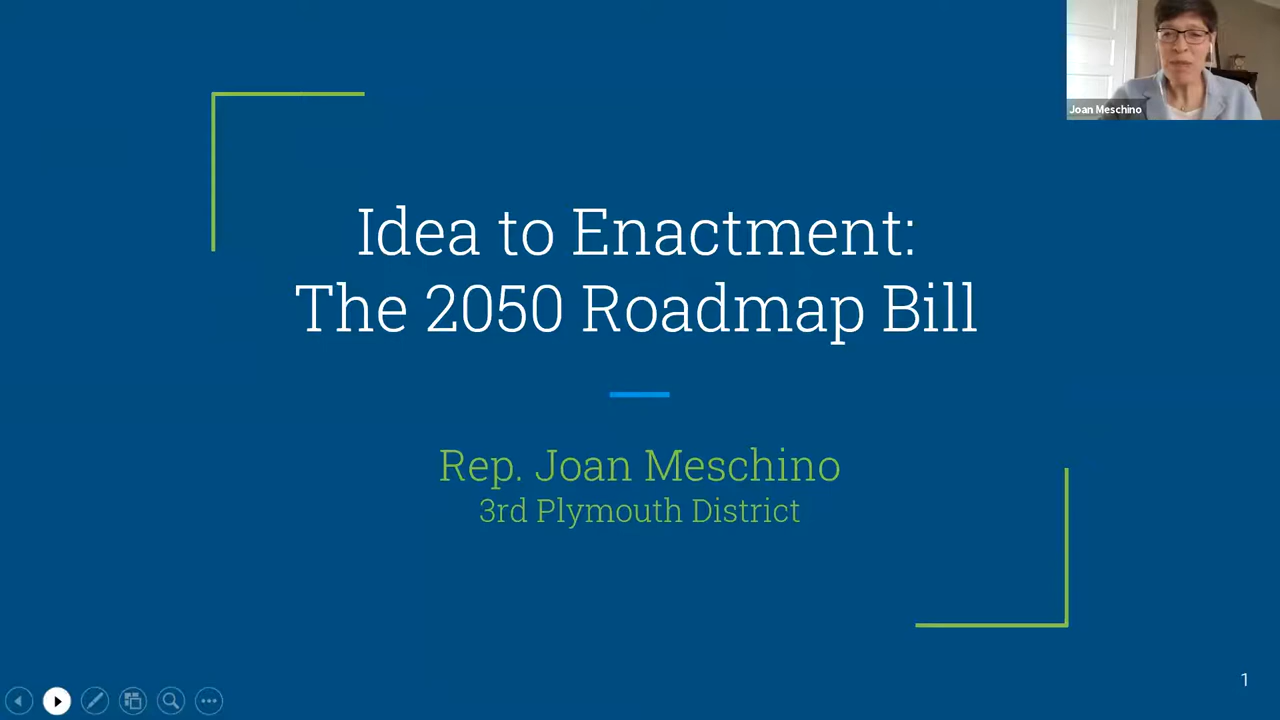 Joan Meschino
Idea to Enactment:
The 2050 Roadmap Bill
Rep. Joan Meschino
3rd Plymouth District
1